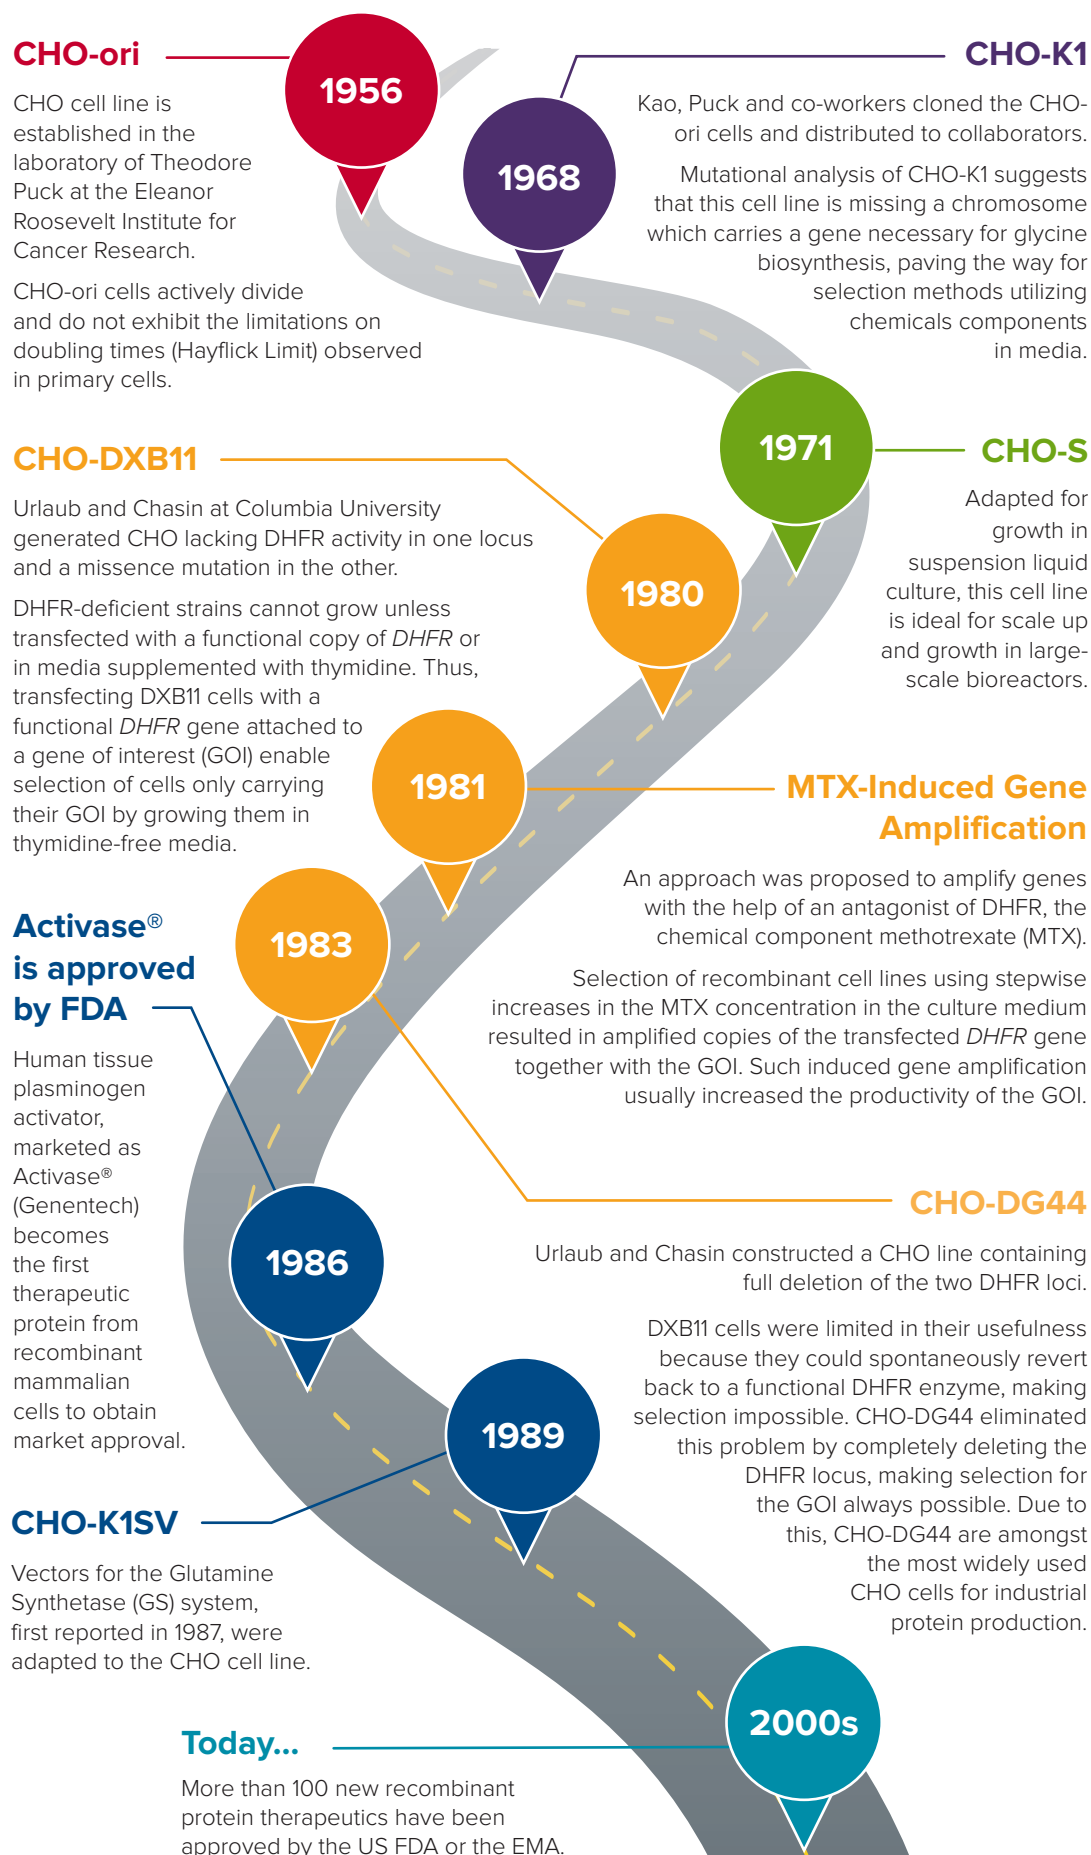 CHO-ori
1956
CHO cell line is
established in the
laboratory of Theodore
Puck at the Eleanor
Roosevelt Institute for
Cancer Research.
CHO-ori cells actively divide
and do not exhibit the limitations on
doubling times (Hayflick Limit) observed
in primary cells.
CHO-K1
1968
Kao, Puck and co-workers cloned the CHO-
ori cells and distributed to collaborators.
Mutational analysis of CHO-K1 suggests
that this cell line is missing a chromosome
which carries a gene necessary for glycine
biosynthesis, paving the way for
selection methods utilizing
chemicals components
in media.
1971
CHO-S
Adapted for
growth in
suspension liquid
culture, this cell line
is ideal for scale up
and growth in large-
scale bioreactors.
CHO-DXB11
1980
Urlaub and Chasin at Columbia University
generated CHO lacking DHFR activity in one locus
and a missence mutation in the other.
DHFR-deficient strains cannot grow unless
transfected with a functional copy of DHFR or
in media supplemented with thymidine. Thus,
transfecting DXB11 cells with a
functional DHFR gene attached to
a gene of interest (GOI) enable
selection of cells only carrying
their GOI by growing them in
thymidine-free media.
1981
MTX-Induced Gene
Amplification
An approach was proposed to amplify genes
with the help of an antagonist of DHFR, the
chemical component methotrexate (MTX).
Selection of recombinant cell lines using stepwise
increases in the MTX concentration in the culture medium
resulted in amplified copies of the transfected DHFR gene
together with the GOI. Such induced gene amplification
usually increased the productivity of the GOI.
1983
CHO-DG44
Urlaub and Chasin constructed a CHO line containing
full deletion of the two DHFR loci.
DXB11 cells were limited in their usefulness
because they could spontaneously revert
back to a functional DHFR enzyme, making
selection impossible. CHO-DG44 eliminated
this problem by completely deleting the
DHFR locus, making selection for
the GOI always possible. Due to
this, CHO-DG44 are amongst
the most widely used
CHO cells for industrial
protein production.
Activase®
is approved
by FDA
1986
Human tissue
plasminogen
activator,
marketed as
Activase®
(Genentech)
becomes
the first
therapeutic
protein from
recombinant
mammalian
cells to obtain
market approval.
1989
CHO-K1SV
Vectors for the Glutamine
Synthetase (GS) system,
first reported in 1987, were
adapted to the CHO cell line.
2000s
Today...
More than 100 new recombinant
protein therapeutics have been
approved by the US FDA or the EMA.